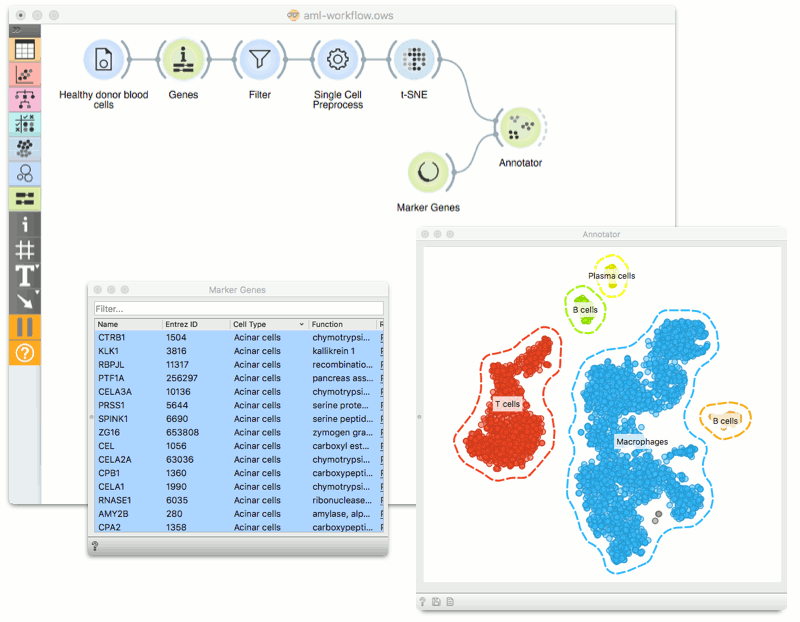 aml-workflow.ows
Healthy donor blood
cells
Genes
Filter
Single Cell
Preprocess
t-SNE
Annotator
Marker Genes
Marker Genes
Filter...
Name Entrez ID Cell Type Function R
CTRB1 1504 Acinar cells chymotrypsi...
KLK1 3816 Acinar cells kallikrein 1
RBPJL 11317 Acinar cells recombinatio...
PTF1A 256297 Acinar cells pancreas ass...
CELA3A 10136 Acinar cells chymotrypsi...
PRSS1 5644 Acinar cells serine prote...
SPINK1 6690 Acinar cells serine peptid...
ZG16 653808 Acinar cells zymogen gra...
CEL 1056 Acinar cells carboxyl est...
CELA2A 63036 Acinar cells chymotrypsi...
CPB1 1360 Acinar cells carboxypepti...
CELA1 1990 Acinar cells chymotrypsi...
RNASE1 6035 Acinar cells ribonuclease...
AMY2B 280 Acinar cells amylase, alp...
CPA2 1358 Acinar cells carboxypepti...
Annotator
Plasma cells
B cells
T cells
B cells
Macrophages